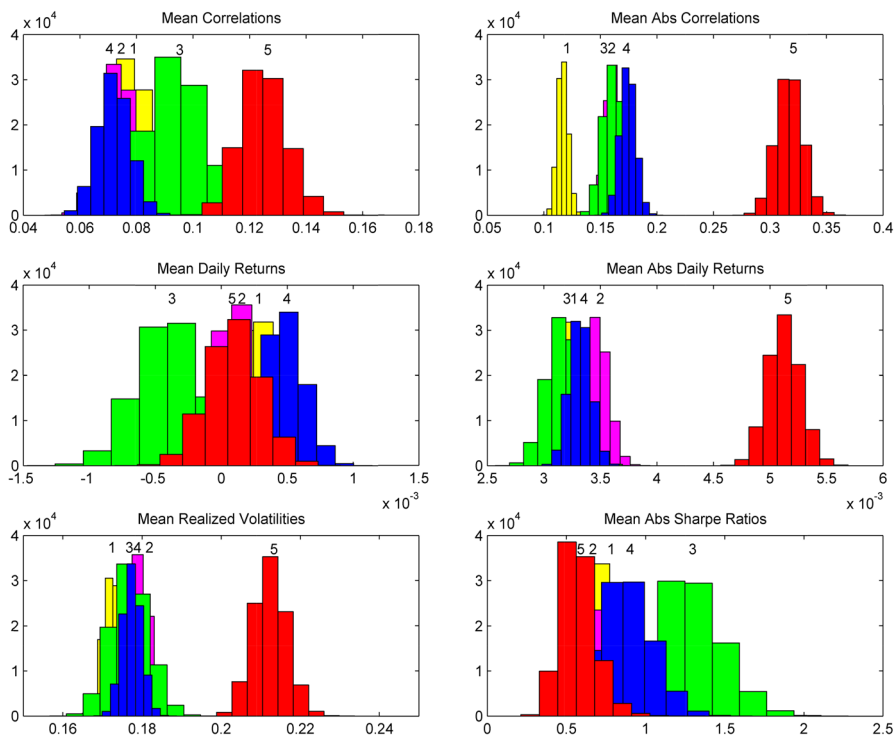 Mean Correlations
x 10^4
4 2 1 3 5
4
3
2
1
0
0.04 0.06 0.08 0.10 0.12 0.14 0.16 0.18
Mean Abs Correlations
x 10^4
1 32 4 5
4
3
2
1
0
0.05 0.1 0.15 0.2 0.25 0.3 0.35 0.4
Mean Daily Returns
x 10^4
3 52 1 4
4
3
2
1
0
-1.5 -1 -0.5 0 0.5 1 1.5
x 10^-3
Mean Abs Daily Returns
x 10^4
31 4 2 5
4
3
2
1
0
2.5 3 3.5 4 4.5 5 5.5 6
x 10^-3
Mean Realized Volatilities
x 10^4
1 34 2 5
4
3
2
1
0
0.16 0.18 0.20 0.22 0.24
Mean Abs Sharpe Ratios
x 10^4
5 2 1 4 3
4
3
2
1
0
0 0.5 1 1.5 2 2.5